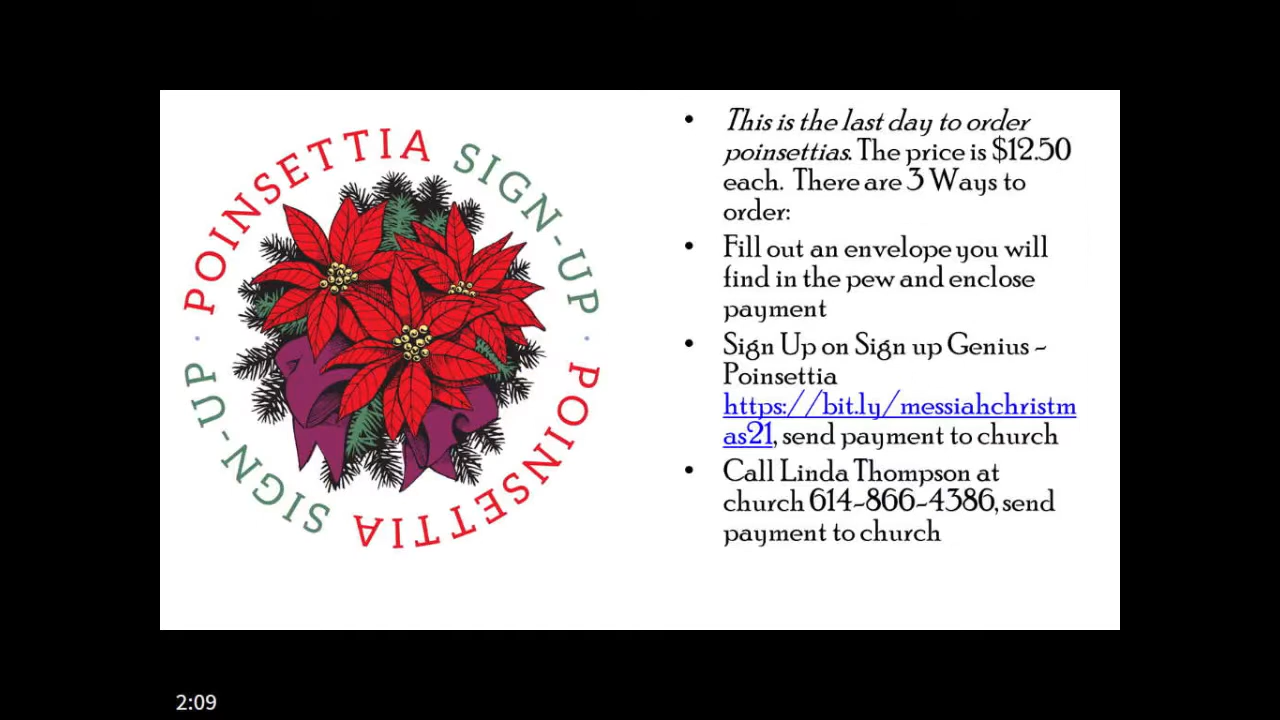 POINSETTIA SIGN-UP · POINSETTIA SIGN-UP ·
• This is the last day to order
poinsettias. The price is $12.50
each.  There are 3 Ways to
order:
• Fill out an envelope you will
find in the pew and enclose
payment
• Sign Up on Sign up Genius ~
Poinsettia
https://bit.ly/messiahchristm
as21, send payment to church
• Call Linda Thompson at
church 614-866-4386, send
payment to church
2:09